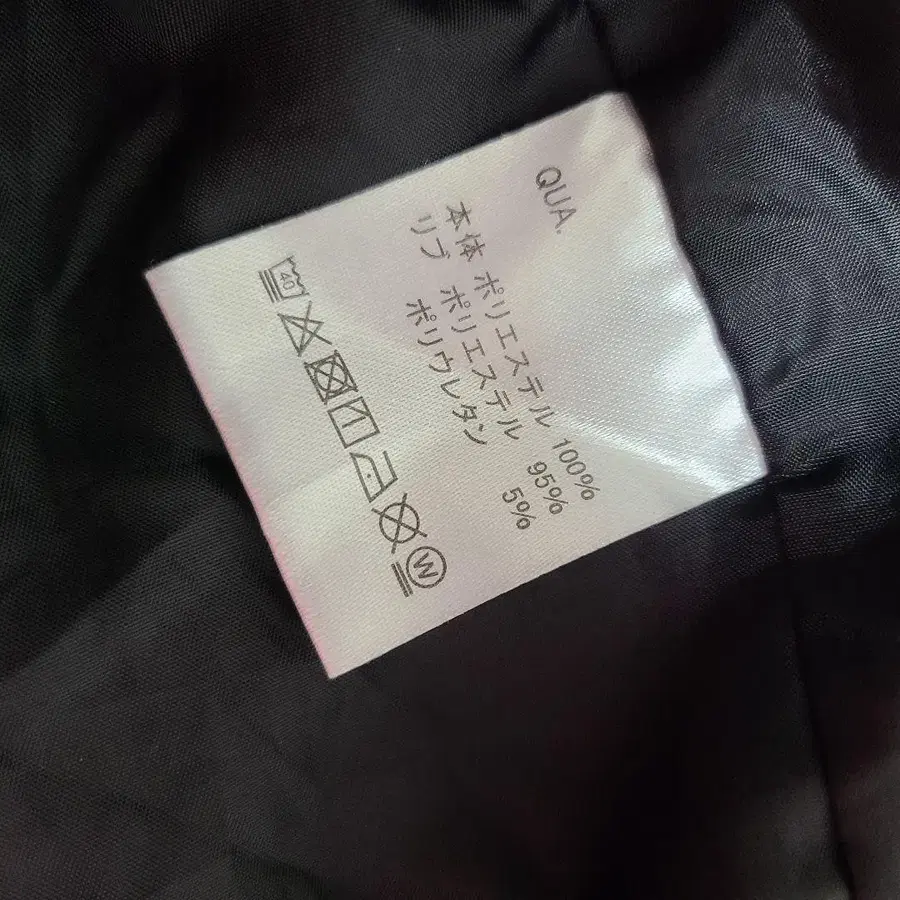 QUA.
本体 ポリエステル 100%
リブ ポリエステル 95%
ポリウレタン 5%
40
W